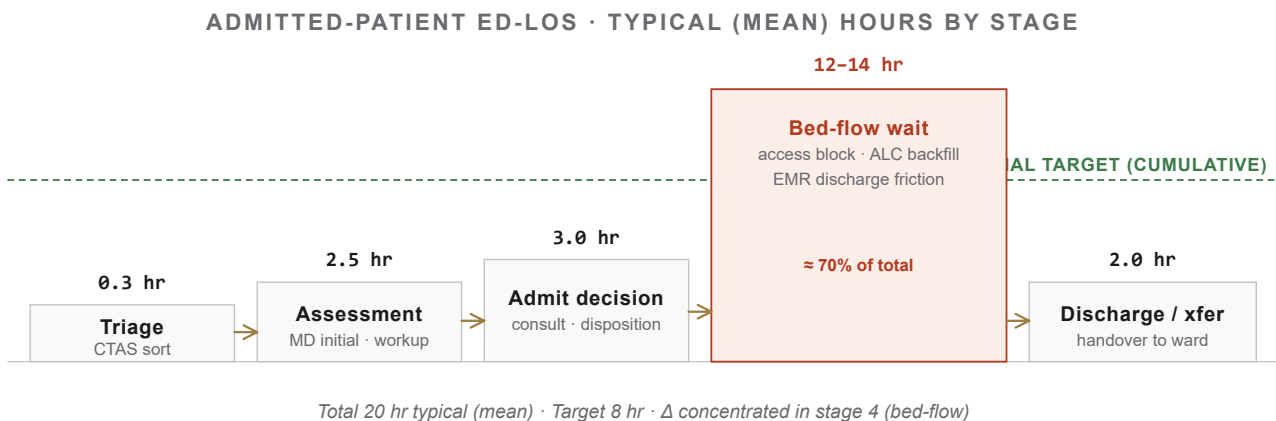 ADMITTED-PATIENT ED-LOS · TYPICAL (MEAN) HOURS BY STAGE
12–14 hr
Bed-flow wait
access block · ALC backfill
EMR discharge friction
≈ 70% of total
TARGET (CUMULATIVE)
0.3 hr
Triage
CTAS sort
2.5 hr
Assessment
MD initial · workup
3.0 hr
Admit decision
consult · disposition
2.0 hr
Discharge / xfer
handover to ward
Total 20 hr typical (mean) · Target 8 hr · Δ concentrated in stage 4 (bed-flow)